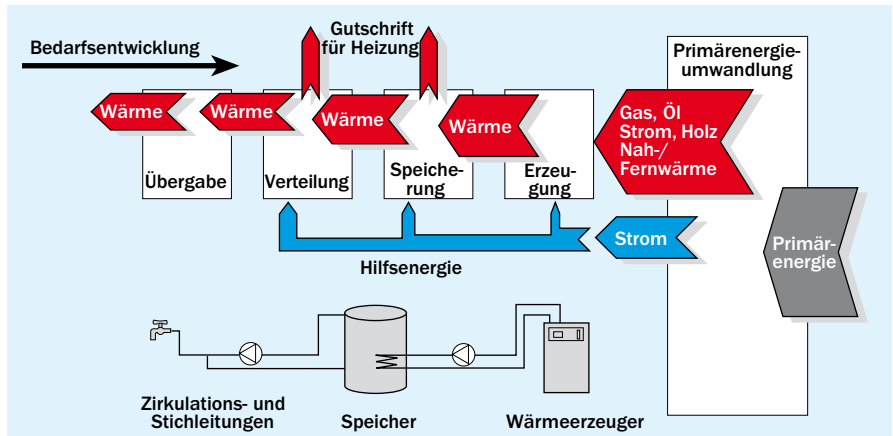 Bedarfsentwicklung
Gutschrift
für Heizung
Primärenergie-
umwandlung
Wärme
Wärme
Wärme
Wärme
Gas, Öl
Strom, Holz
Nah-/
Fernwärme
Übergabe
Verteilung
Speiche-
rung
Erzeu-
gung
Strom
Primär-
energie
Hilfsenergie
Zirkulations- und
Stichleitungen
Speicher
Wärmeerzeuger